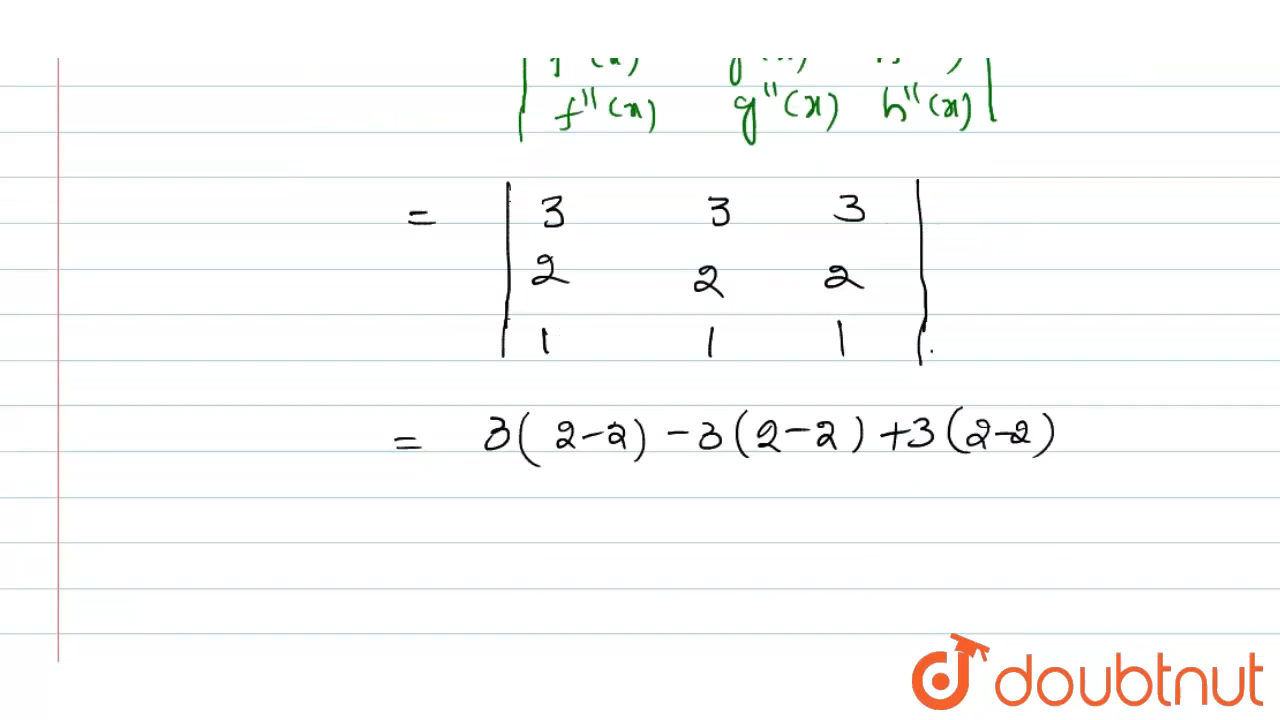 f''(x) g''(x) h''(x)
= | 3 3 3 |
| 2 2 2 |
| 1 1 1 |
= 3(2-2) -3(2-2) +3(2-2)
doubtnut